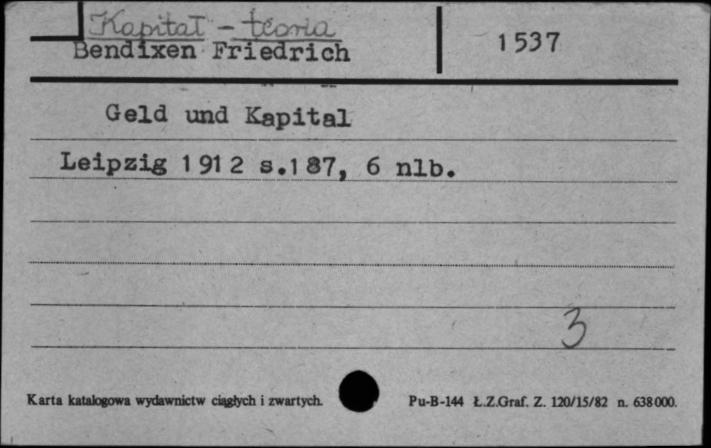 Kapitał - teoria
Bendixen Friedrich 1537
Geld und Kapital
Leipzig 1912 s.187, 6 nlb.
3
Karta katalogowa wydawnictw ciągłych i zwartych. Pu-B-144 Ł.Z.Graf. Z. 120/15/82 n. 638000.